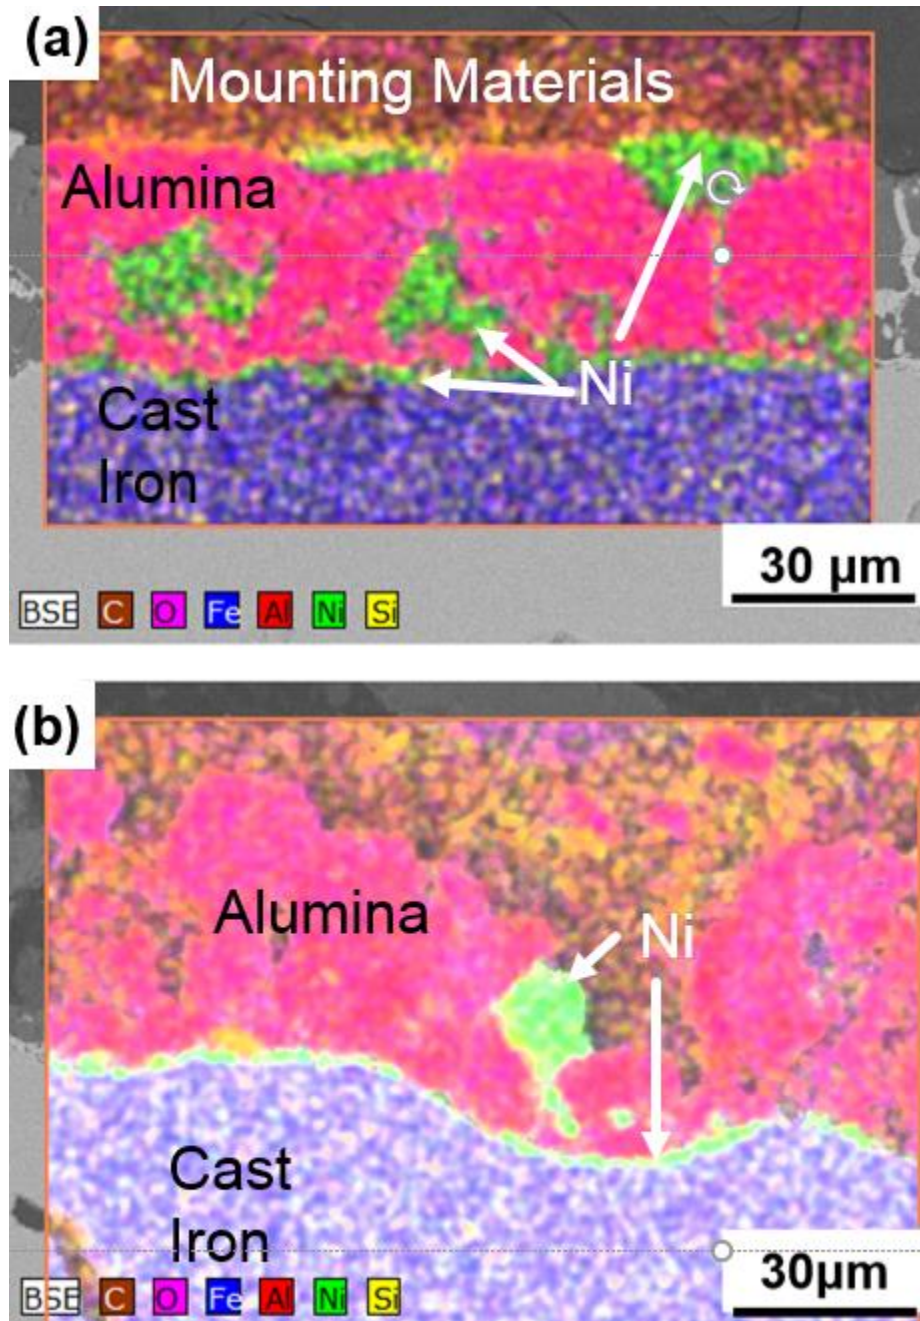 (a)
Mounting Materials
Alumina
Ni
Cast
Iron
30 µm
BSE C O Fe Al Ni Si
(b)
Alumina
Ni
Cast
Iron
30µm
BSE C O Fe Al Ni Si